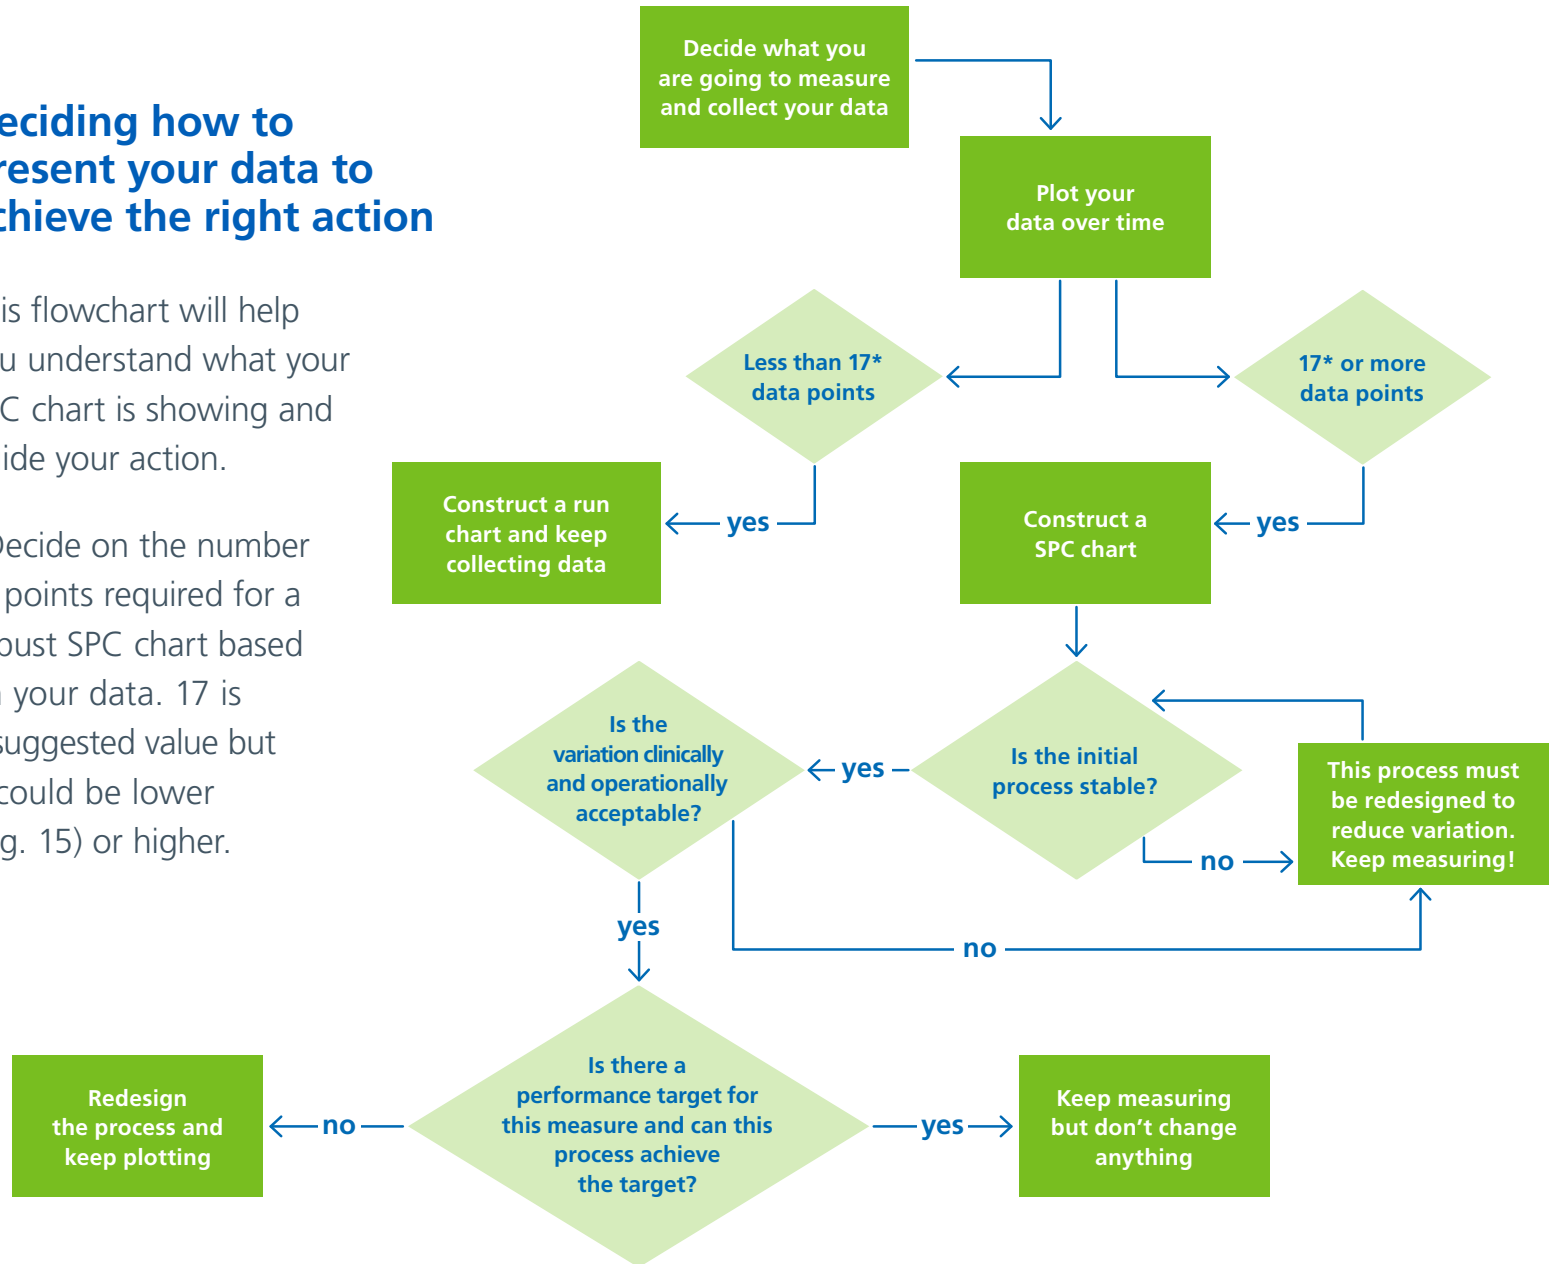 eciding how to
resent your data to
chieve the right action
is flowchart will help
u understand what your
C chart is showing and
ide your action.
Decide on the number
points required for a
bust SPC chart based
your data. 17 is
suggested value but
could be lower
g. 15) or higher.
Decide what you
are going to measure
and collect your data
Plot your
data over time
Less than 17*
data points
17* or more
data points
yes
Construct a run
chart and keep
collecting data
yes
Construct a
SPC chart
Is the initial
process stable?
yes
no
Is the
variation clinically
and operationally
acceptable?
This process must
be redesigned to
reduce variation.
Keep measuring!
yes
no
Is there a
performance target for
this measure and can this
process achieve
the target?
no
Redesign
the process and
keep plotting
yes
Keep measuring
but don’t change
anything